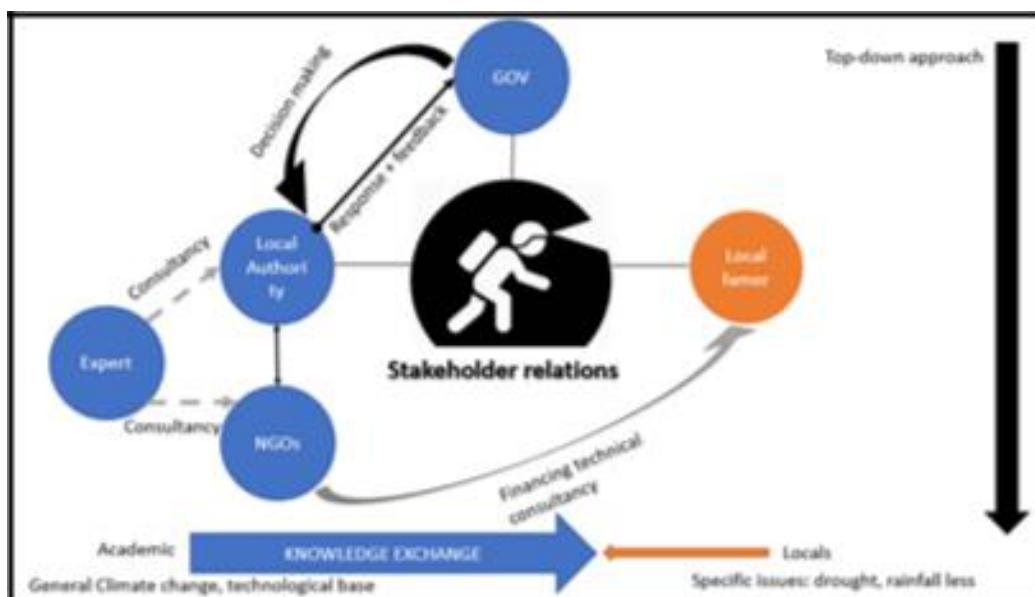 GOV
Top-down approach
Decision making
Response + feedback
Local
Authori
ty
Local
famer
Consultancy
Expert
Stakeholder relations
Consultancy
NGOs
Financing technical
consultancy
Academic
KNOWLEDGE EXCHANGE
Locals
General Climate change, technological base
Specific issues: drought, rainfall less